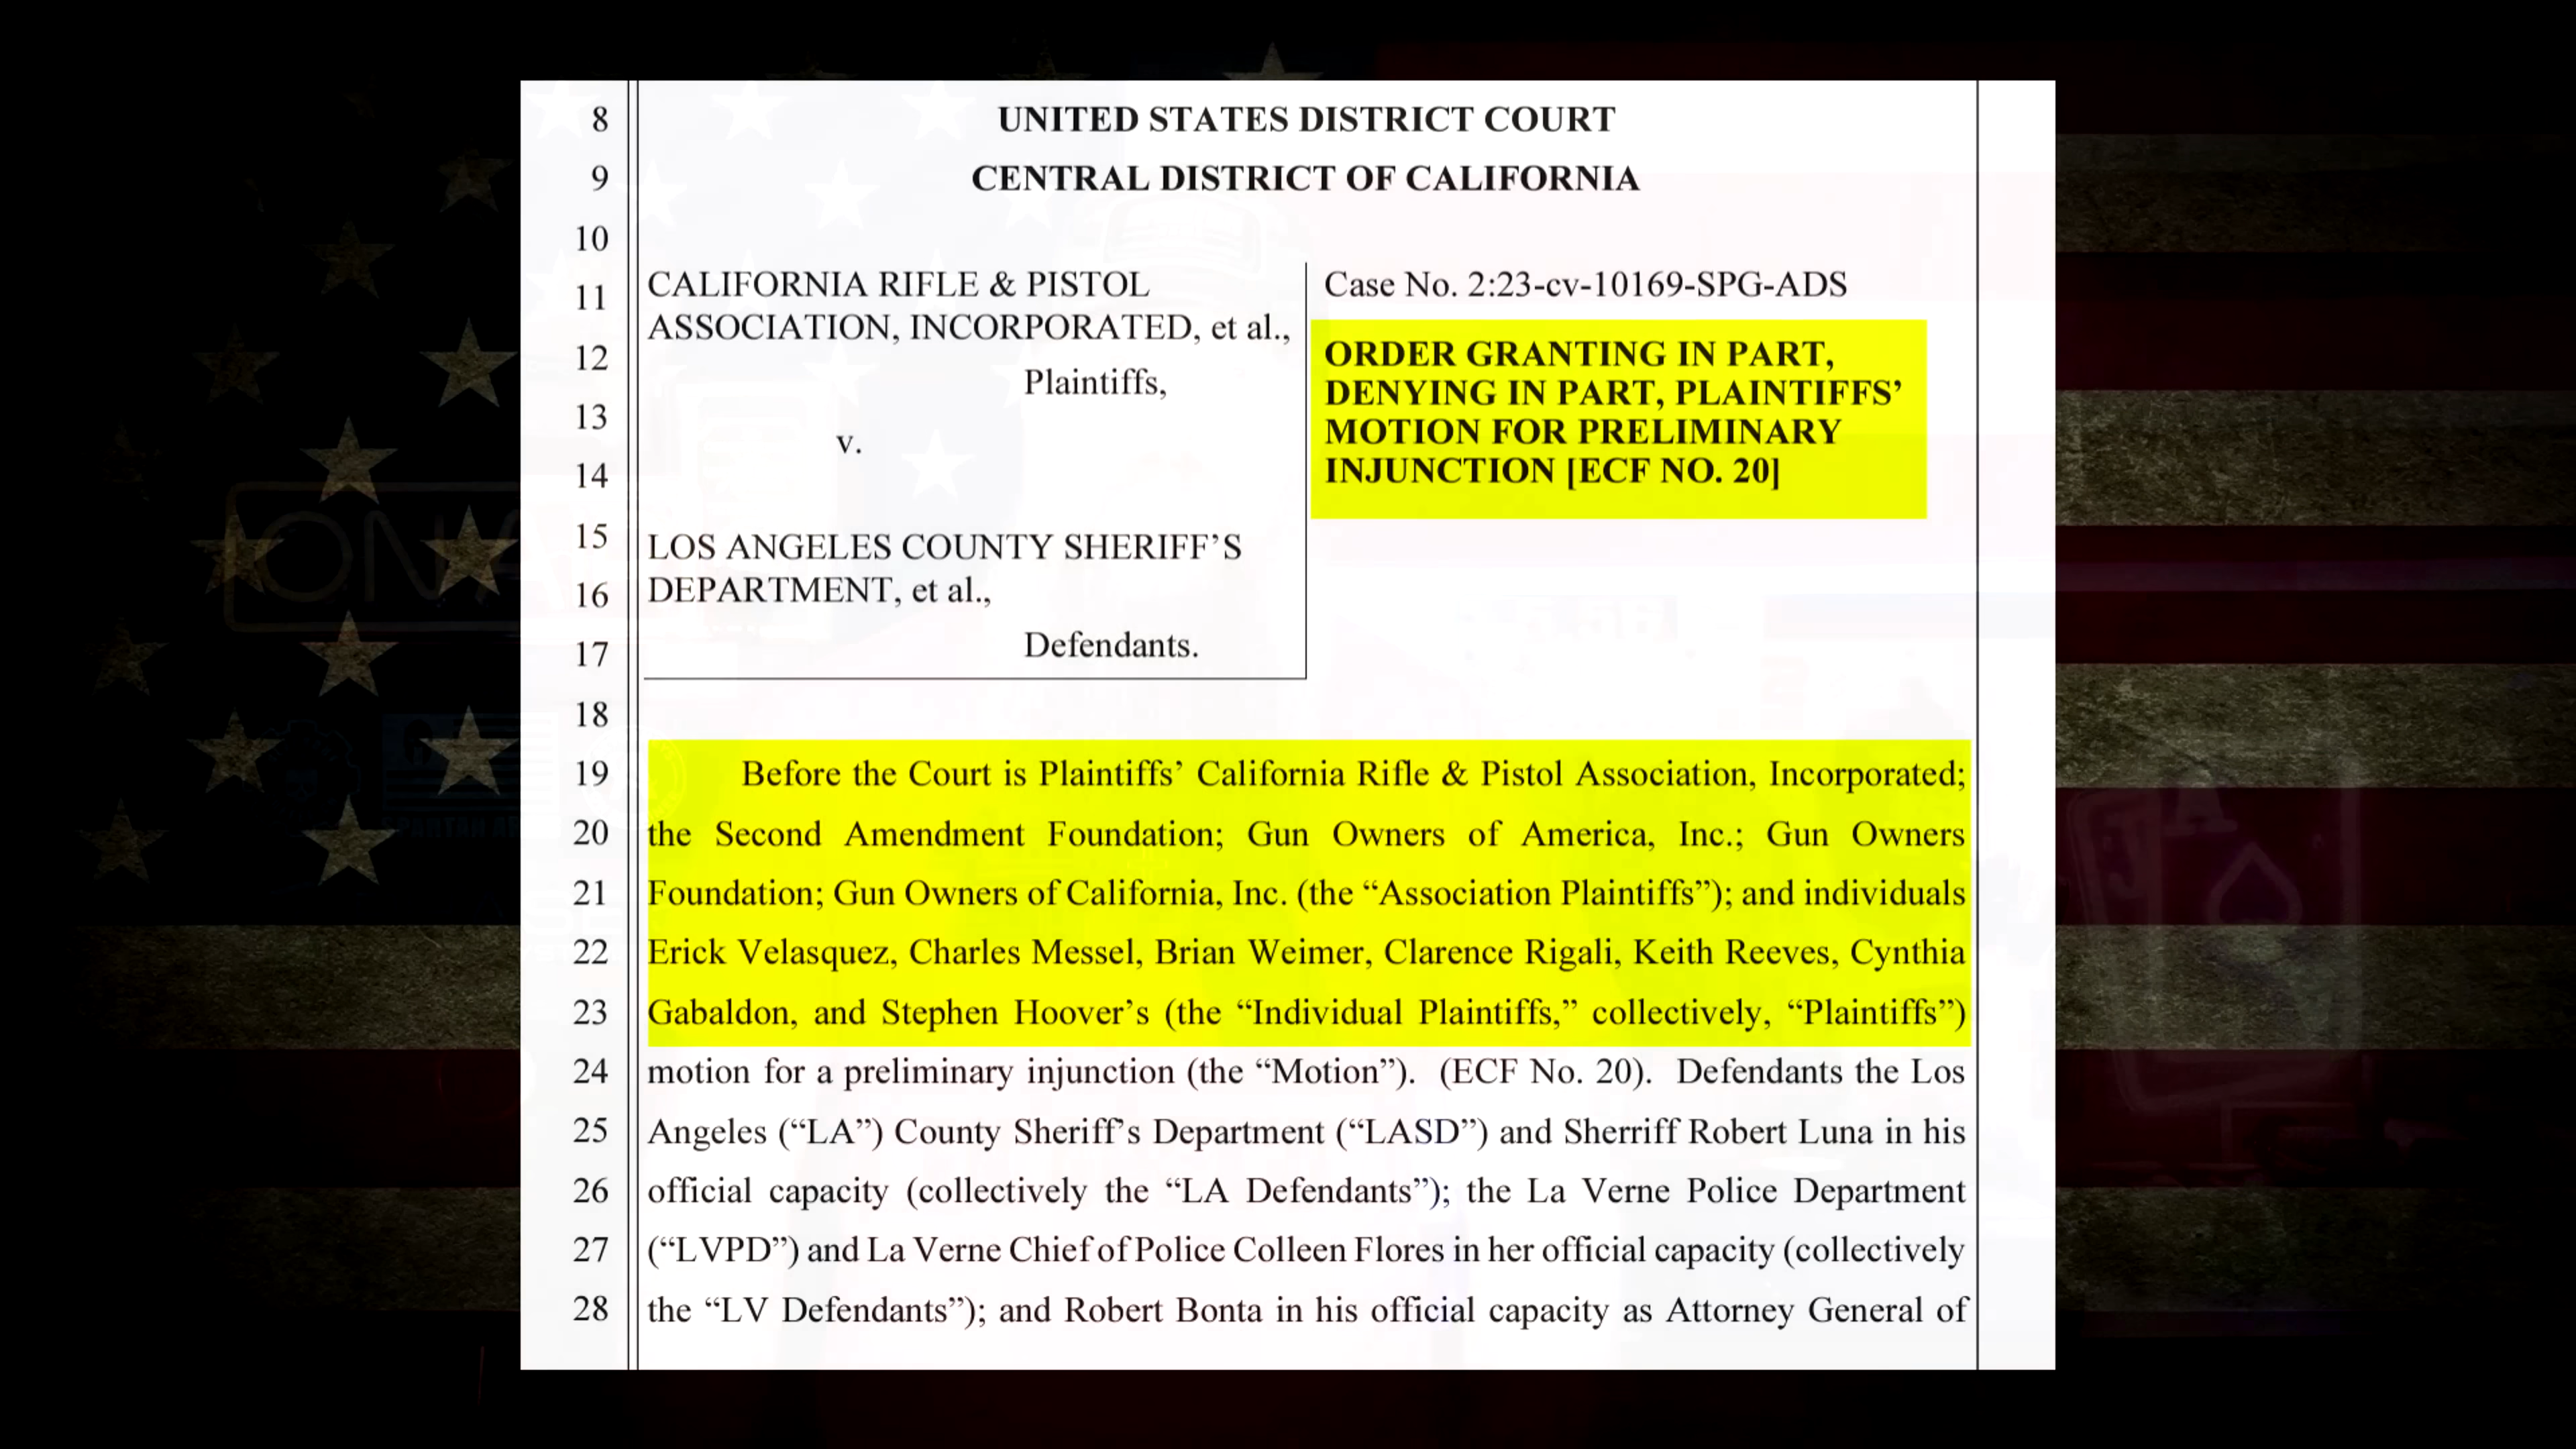 8 UNITED STATES DISTRICT COURT
9 CENTRAL DISTRICT OF CALIFORNIA
10
11 CALIFORNIA RIFLE & PISTOL
ASSOCIATION, INCORPORATED, et al.,
12 Plaintiffs,
13 v.
14
15 LOS ANGELES COUNTY SHERIFF’S
16 DEPARTMENT, et al.,
17 Defendants.
Case No. 2:23-cv-10169-SPG-ADS
ORDER GRANTING IN PART,
DENYING IN PART, PLAINTIFFS’
MOTION FOR PRELIMINARY
INJUNCTION [ECF NO. 20]
18
19 Before the Court is Plaintiffs’ California Rifle & Pistol Association, Incorporated;
20 the Second Amendment Foundation; Gun Owners of America, Inc.; Gun Owners
21 Foundation; Gun Owners of California, Inc. (the “Association Plaintiffs”); and individuals
22 Erick Velasquez, Charles Messel, Brian Weimer, Clarence Rigali, Keith Reeves, Cynthia
23 Gabaldon, and Stephen Hoover’s (the “Individual Plaintiffs,” collectively, “Plaintiffs”)
24 motion for a preliminary injunction (the “Motion”). (ECF No. 20). Defendants the Los
25 Angeles (“LA”) County Sheriff’s Department (“LASD”) and Sherriff Robert Luna in his
26 official capacity (collectively the “LA Defendants”); the La Verne Police Department
27 (“LVPD”) and La Verne Chief of Police Colleen Flores in her official capacity (collectively
28 the “LV Defendants”); and Robert Bonta in his official capacity as Attorney General of